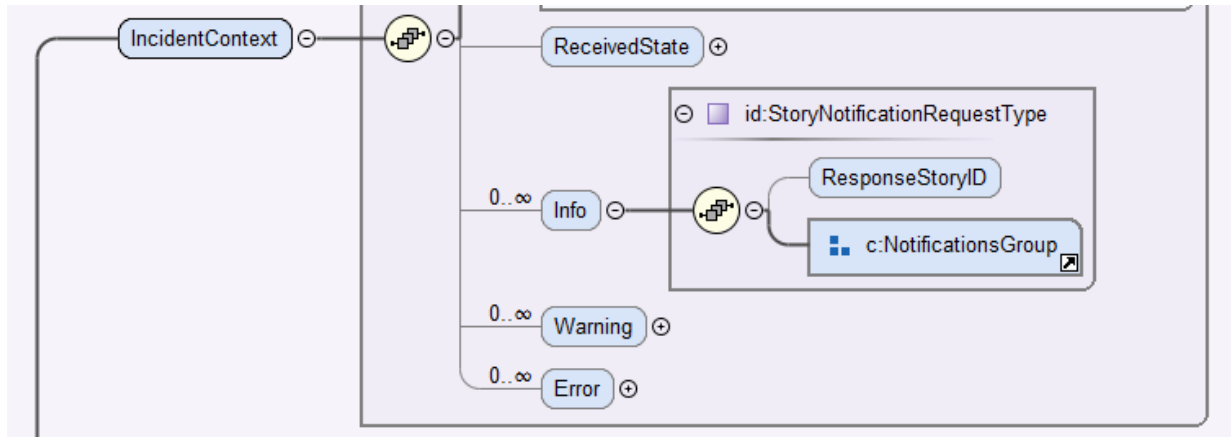 IncidentContext
ReceivedState
id:StoryNotificationRequestType
ResponseStoryID
0..∞
Info
c:NotificationsGroup
0..∞
Warning
0..∞
Error